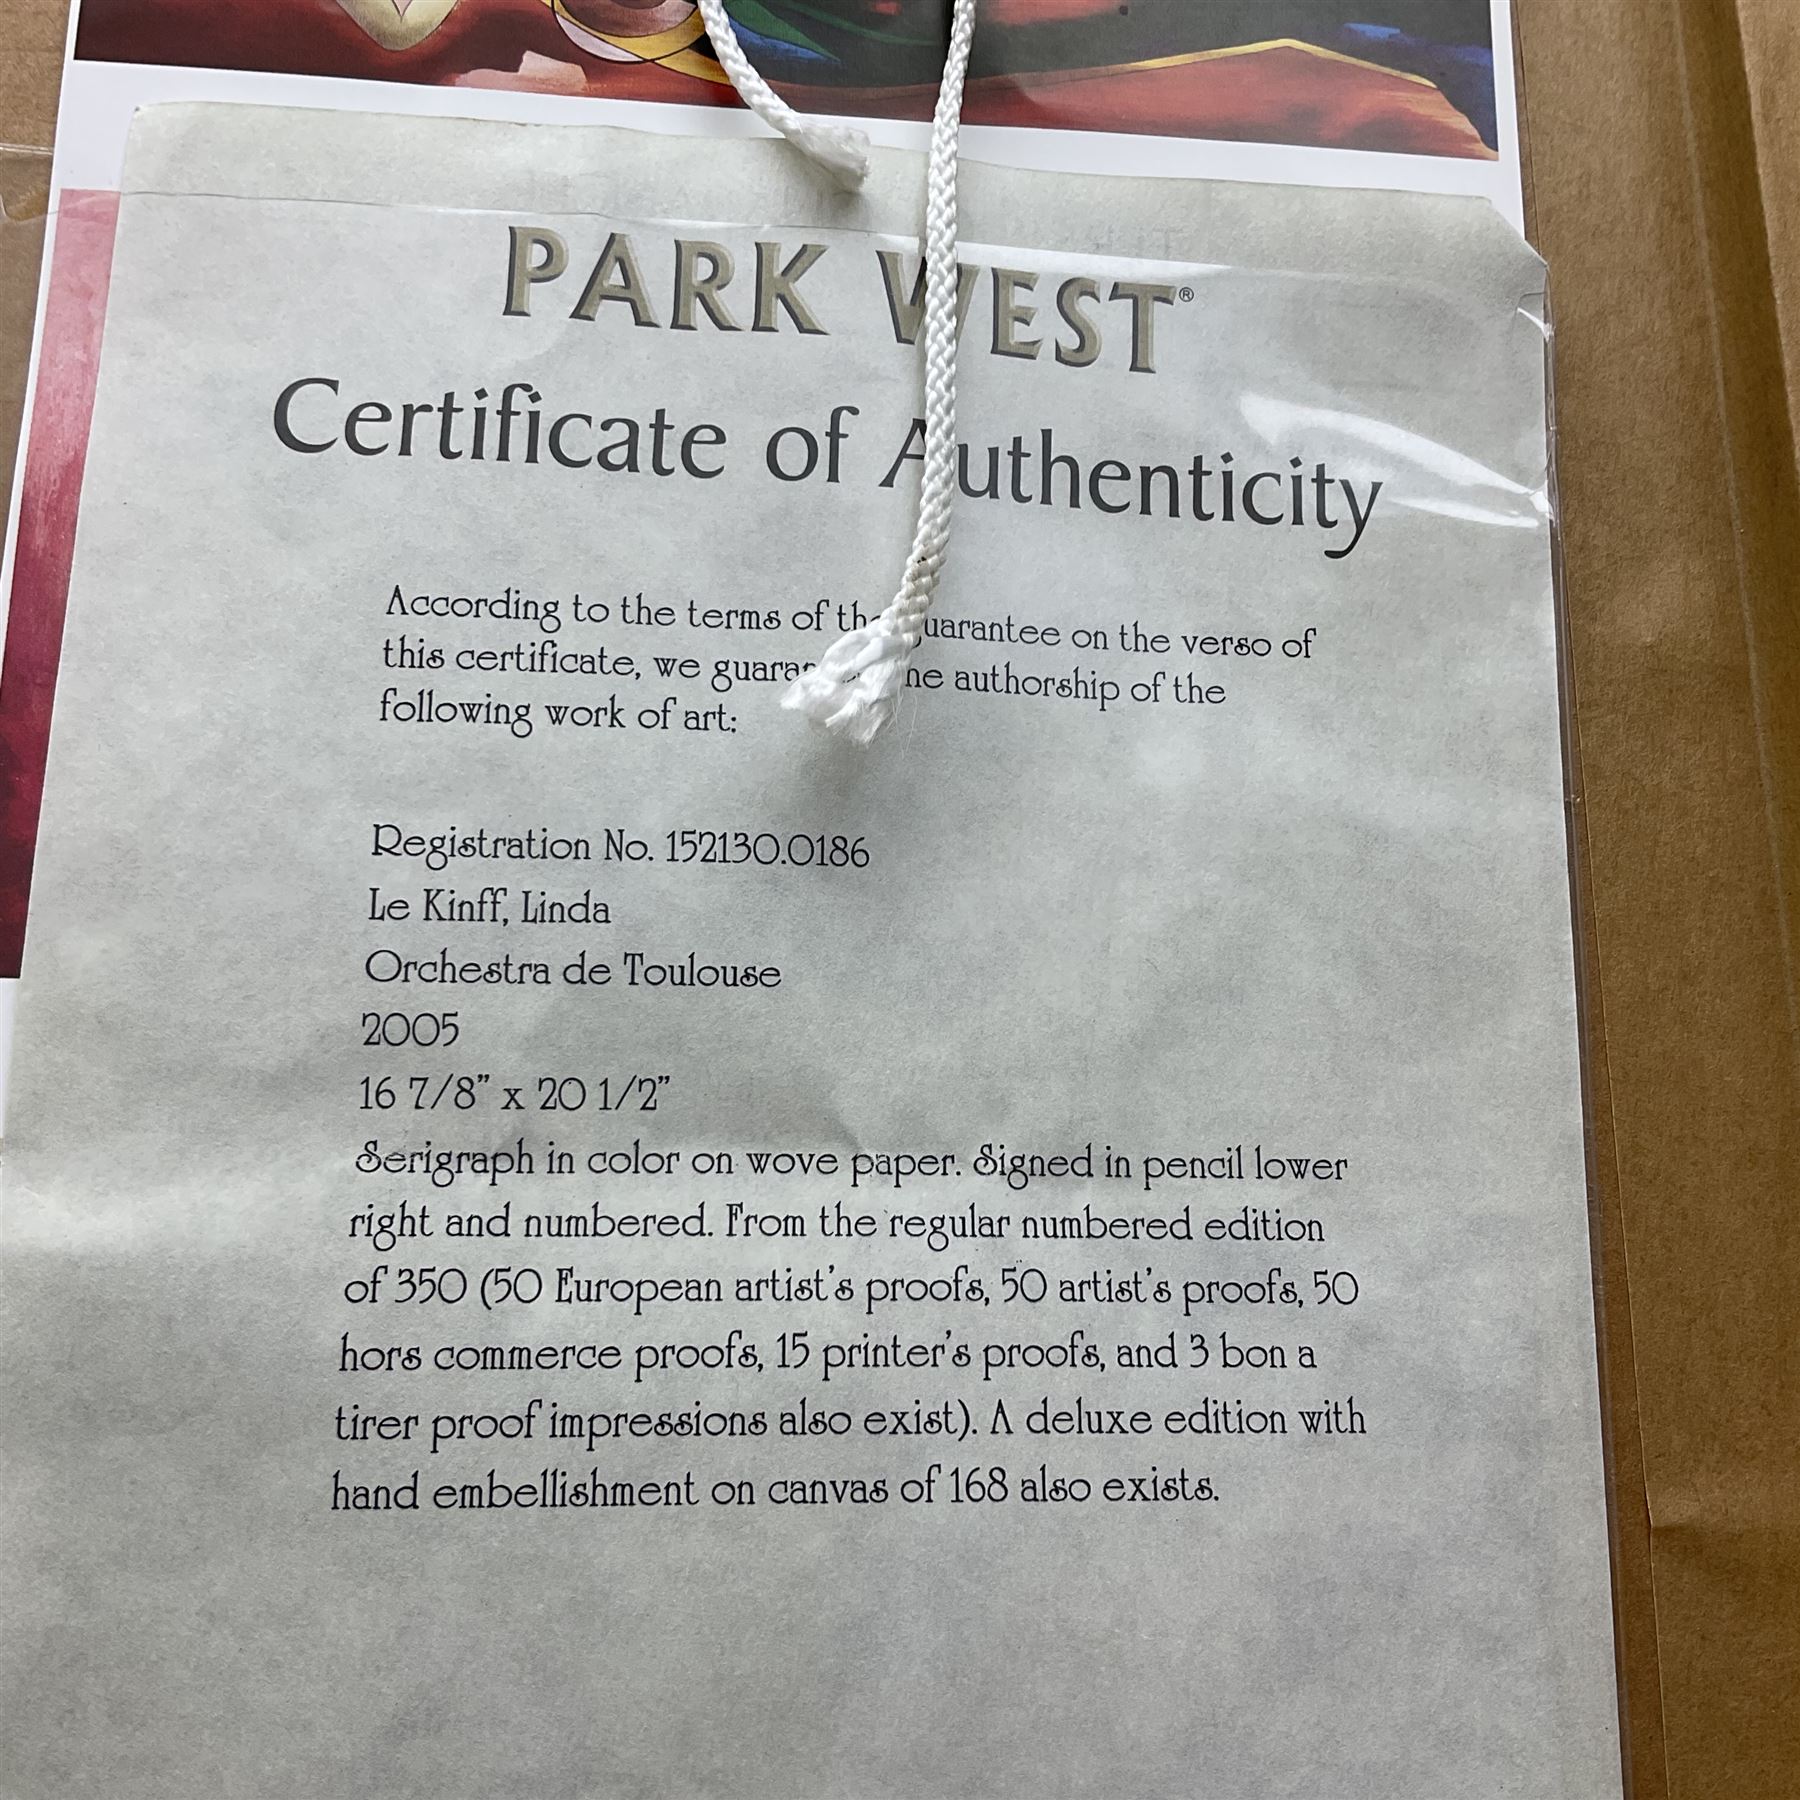 PARK WEST®
Certificate of Authenticity
According to the terms of the guarantee on the verso of
this certificate, we guarantee the authorship of the
following work of art:
Registration No. 152130.0186
Le Kinff, Linda
Orchestra de Toulouse
2005
16 7/8” x 20 1/2”
Serigraph in color on wove paper. Signed in pencil lower
right and numbered. From the regular numbered edition
of 350 (50 European artist’s proofs, 50 artist’s proofs, 50
hors commerce proofs, 15 printer’s proofs, and 3 bon a
tirer proof impressions also exist). A deluxe edition with
hand embellishment on canvas of 168 also exists.